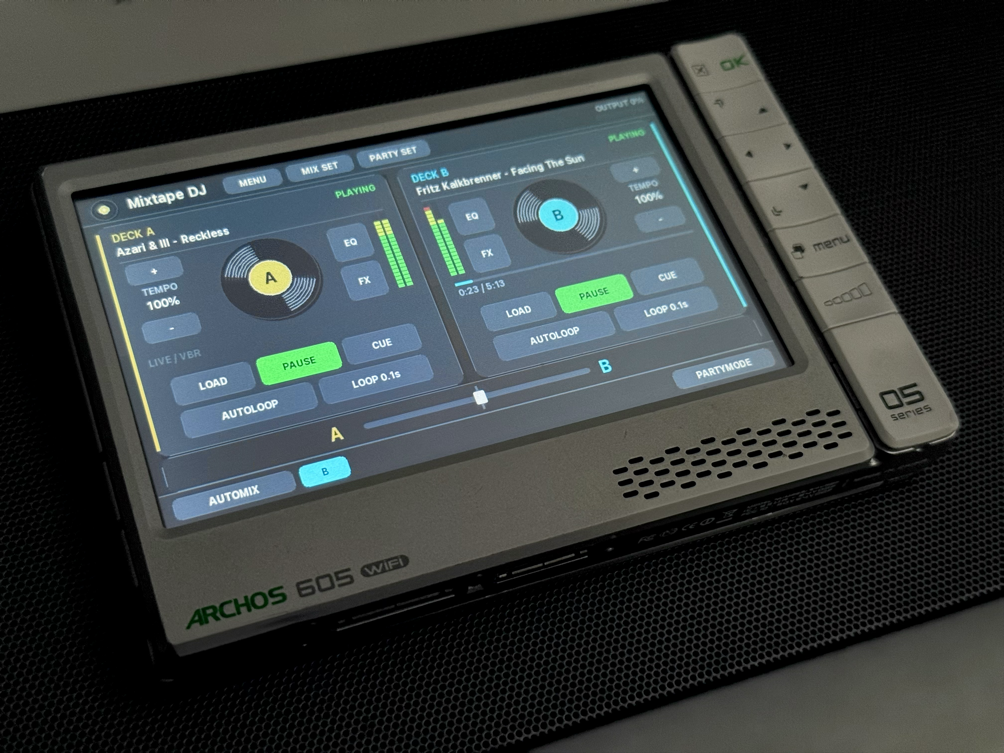 Mixtape DJ
MENU
MIX SET
PARTY SET
OUTPUT 0%
DECK A
PLAYING
Azari & III - Reckless
+
TEMPO
100%
-
A
EQ
FX
LIVE / VBR
LOAD
PAUSE
CUE
AUTOLOOP
LOOP 0.1s
DECK B
PLAYING
Fritz Kalkbrenner - Facing The Sun
EQ
FX
B
+
TEMPO
100%
-
0:23 / 5:13
LOAD
PAUSE
CUE
AUTOLOOP
LOOP 0.1s
A
B
AUTOMIX
B
PARTYMODE
OK
menu
05
series
ARCHOS 605 WiFi